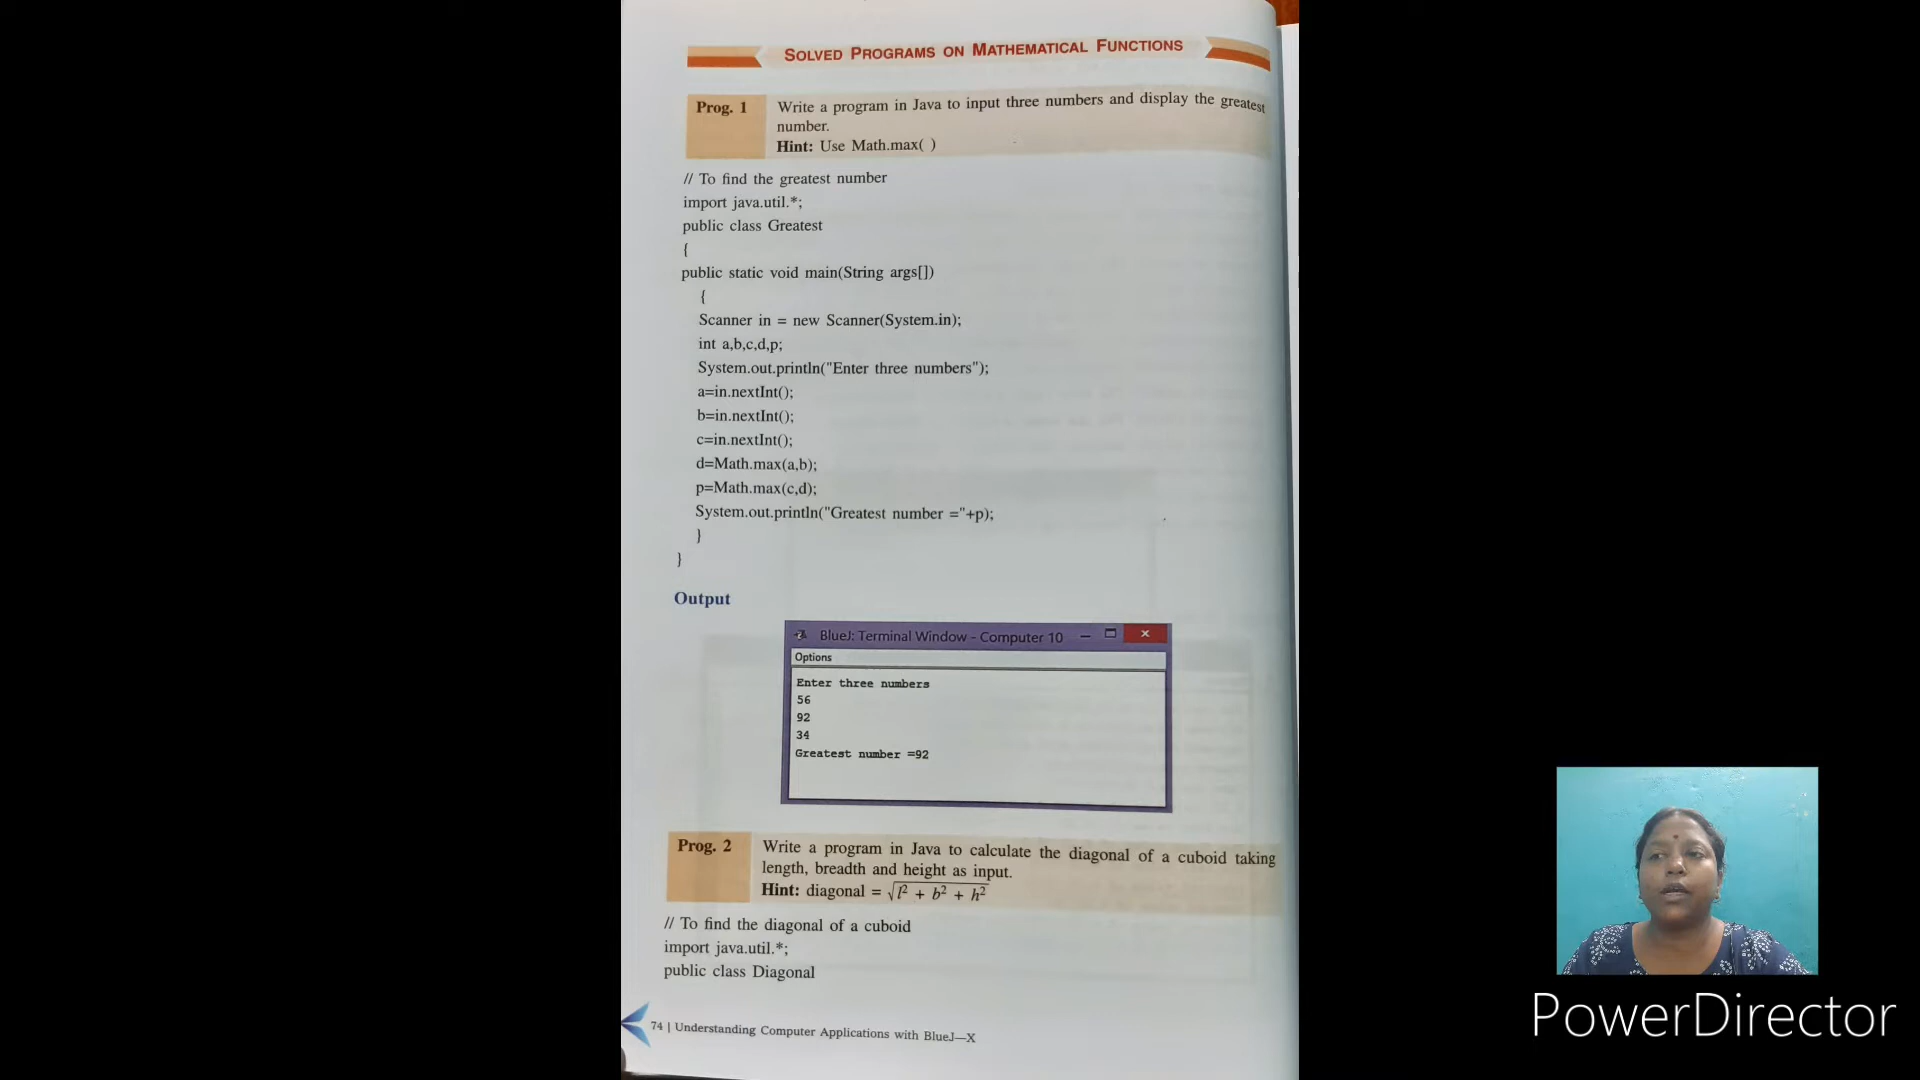 SOLVED PROGRAMS ON MATHEMATICAL FUNCTIONS
Prog. 1
Write a program in Java to input three numbers and display the greatest
number.
Hint: Use Math.max( )
// To find the greatest number
import java.util.*;
public class Greatest
{
public static void main(String args[])
{
Scanner in = new Scanner(System.in);
int a,b,c,d,p;
System.out.println("Enter three numbers");
a=in.nextInt();
b=in.nextInt();
c=in.nextInt();
d=Math.max(a,b);
p=Math.max(c,d);
System.out.println("Greatest number ="+p);
}
}
Output
BlueJ: Terminal Window - Computer 10
Options
Enter three numbers
56
92
34
Greatest number =92
Prog. 2
Write a program in Java to calculate the diagonal of a cuboid taking
length, breadth and height as input.
Hint: diagonal = √l² + b² + h²
// To find the diagonal of a cuboid
import java.util.*;
public class Diagonal
74 | Understanding Computer Applications with BlueJ—X
PowerDirector